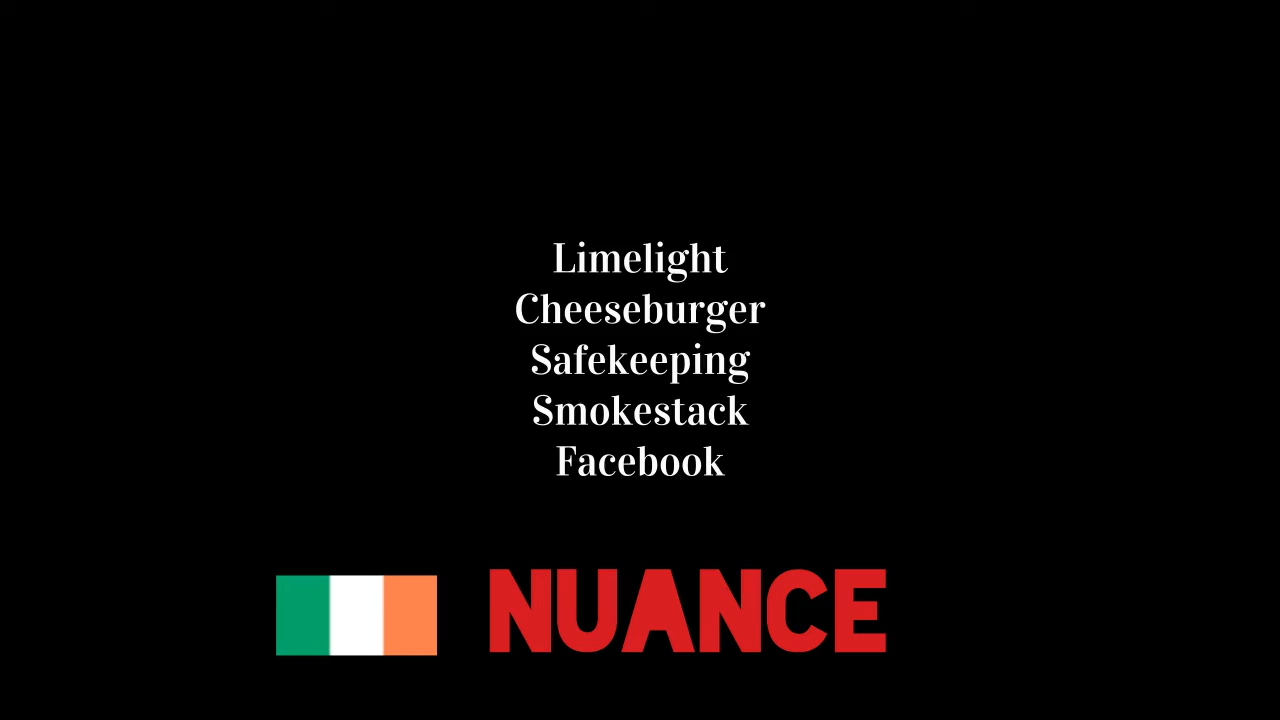 Limelight
Cheeseburger
Safekeeping
Smokestack
Facebook
NUANCE